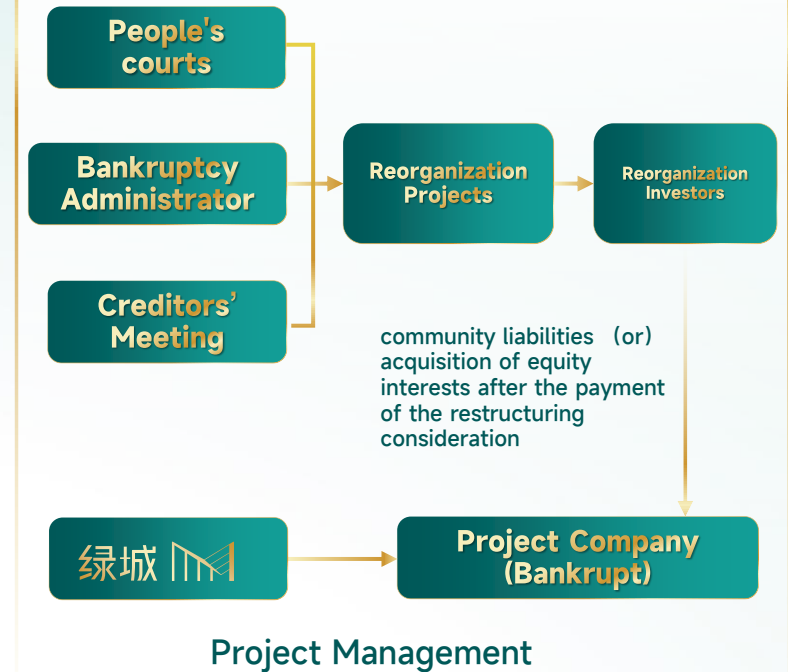 People's
courts
Bankruptcy
Administrator
Reorganization
Projects
Reorganization
Investors
Creditors’
Meeting
community liabilities （or）
acquisition of equity
interests after the payment
of the restructuring
consideration
绿城
Project Company
(Bankrupt)
Project Management